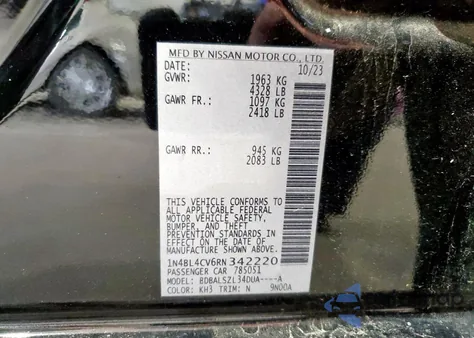 MFD BY NISSAN MOTOR CO., LTD.
DATE: 10/23
GVWR: 1963 KG
4328 LB
GAWR FR.: 1097 KG
2418 LB
GAWR RR.: 945 KG
2083 LB
THIS VEHICLE CONFORMS TO
ALL APPLICABLE FEDERAL
MOTOR VEHICLE SAFETY,
BUMPER, AND THEFT
PREVENTION STANDARDS IN
EFFECT ON THE DATE OF
MANUFACTURE SHOWN ABOVE.
1N4BL4CV6RN342220
PASSENGER CAR 785051
MODEL: BDBALSZL34DUA----A
COLOR: KH3 TRIM: N 9N00A